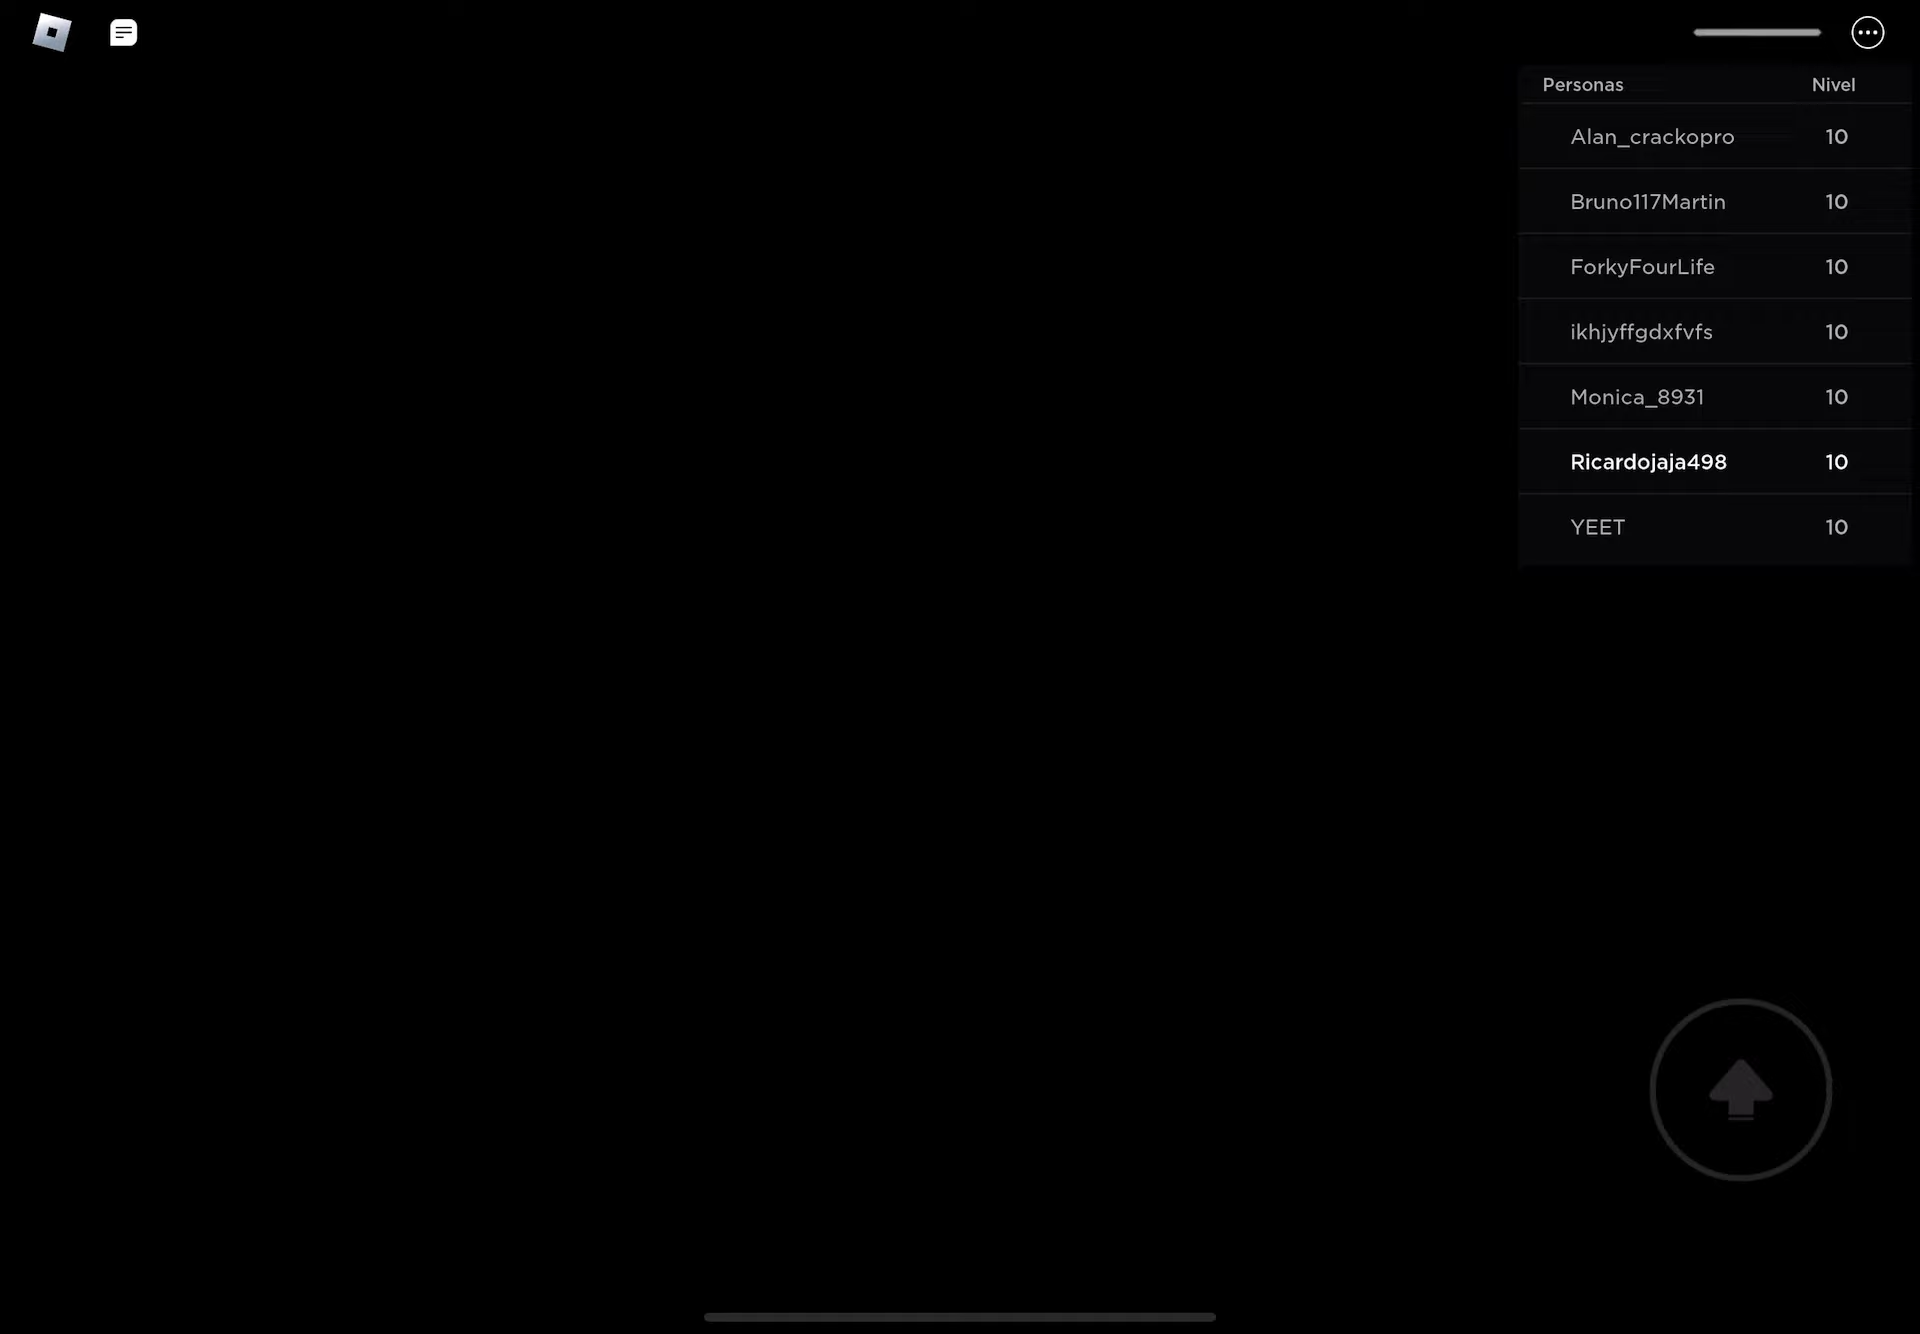 Personas Nivel
Alan_crackopro 10
Bruno117Martin 10
ForkyFourLife 10
ikhjyffgdxfvfs 10
Monica_8931 10
Ricardojaja498 10
YEET 10